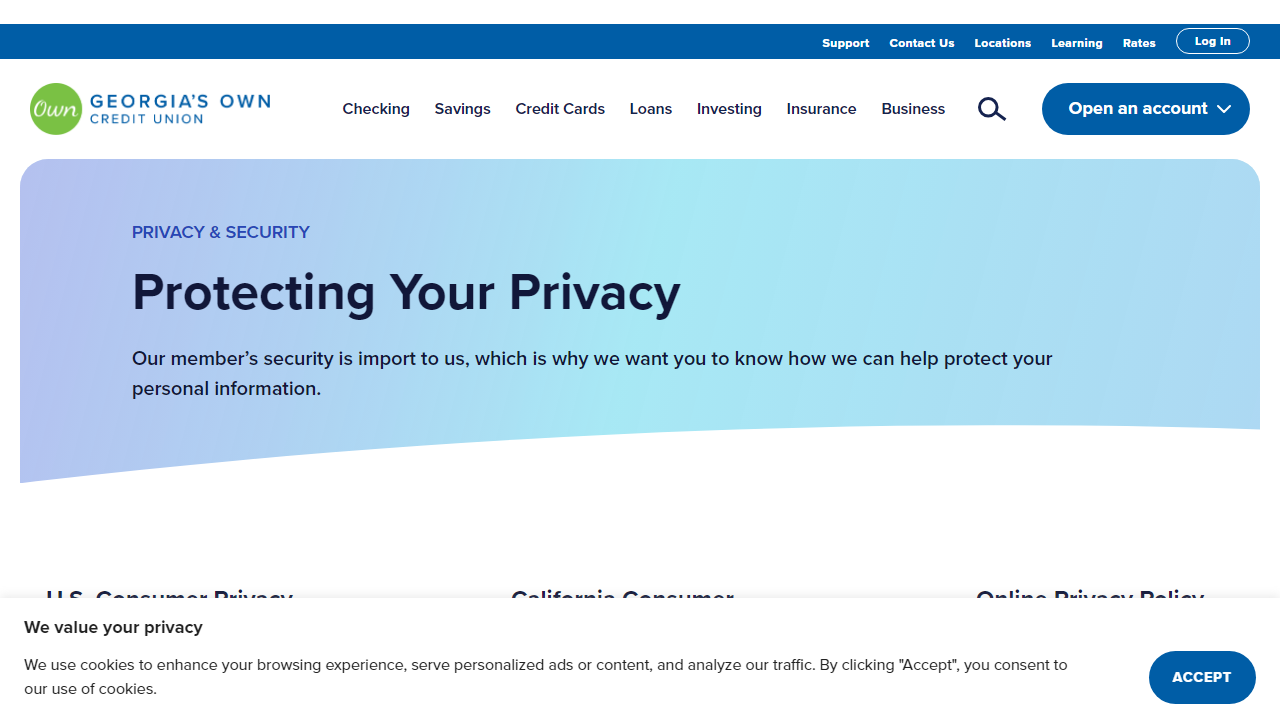 Support Contact Us Locations Learning Rates Log In
Own GEORGIA'S OWN
CREDIT UNION
Checking Savings Credit Cards Loans Investing Insurance Business Open an account
PRIVACY & SECURITY
Protecting Your Privacy
Our member’s security is import to us, which is why we want you to know how we can help protect your
personal information.
U.S. Consumer Privacy California Consumer Online Privacy Policy
We value your privacy
We use cookies to enhance your browsing experience, serve personalized ads or content, and analyze our traffic. By clicking "Accept", you consent to
our use of cookies.
ACCEPT